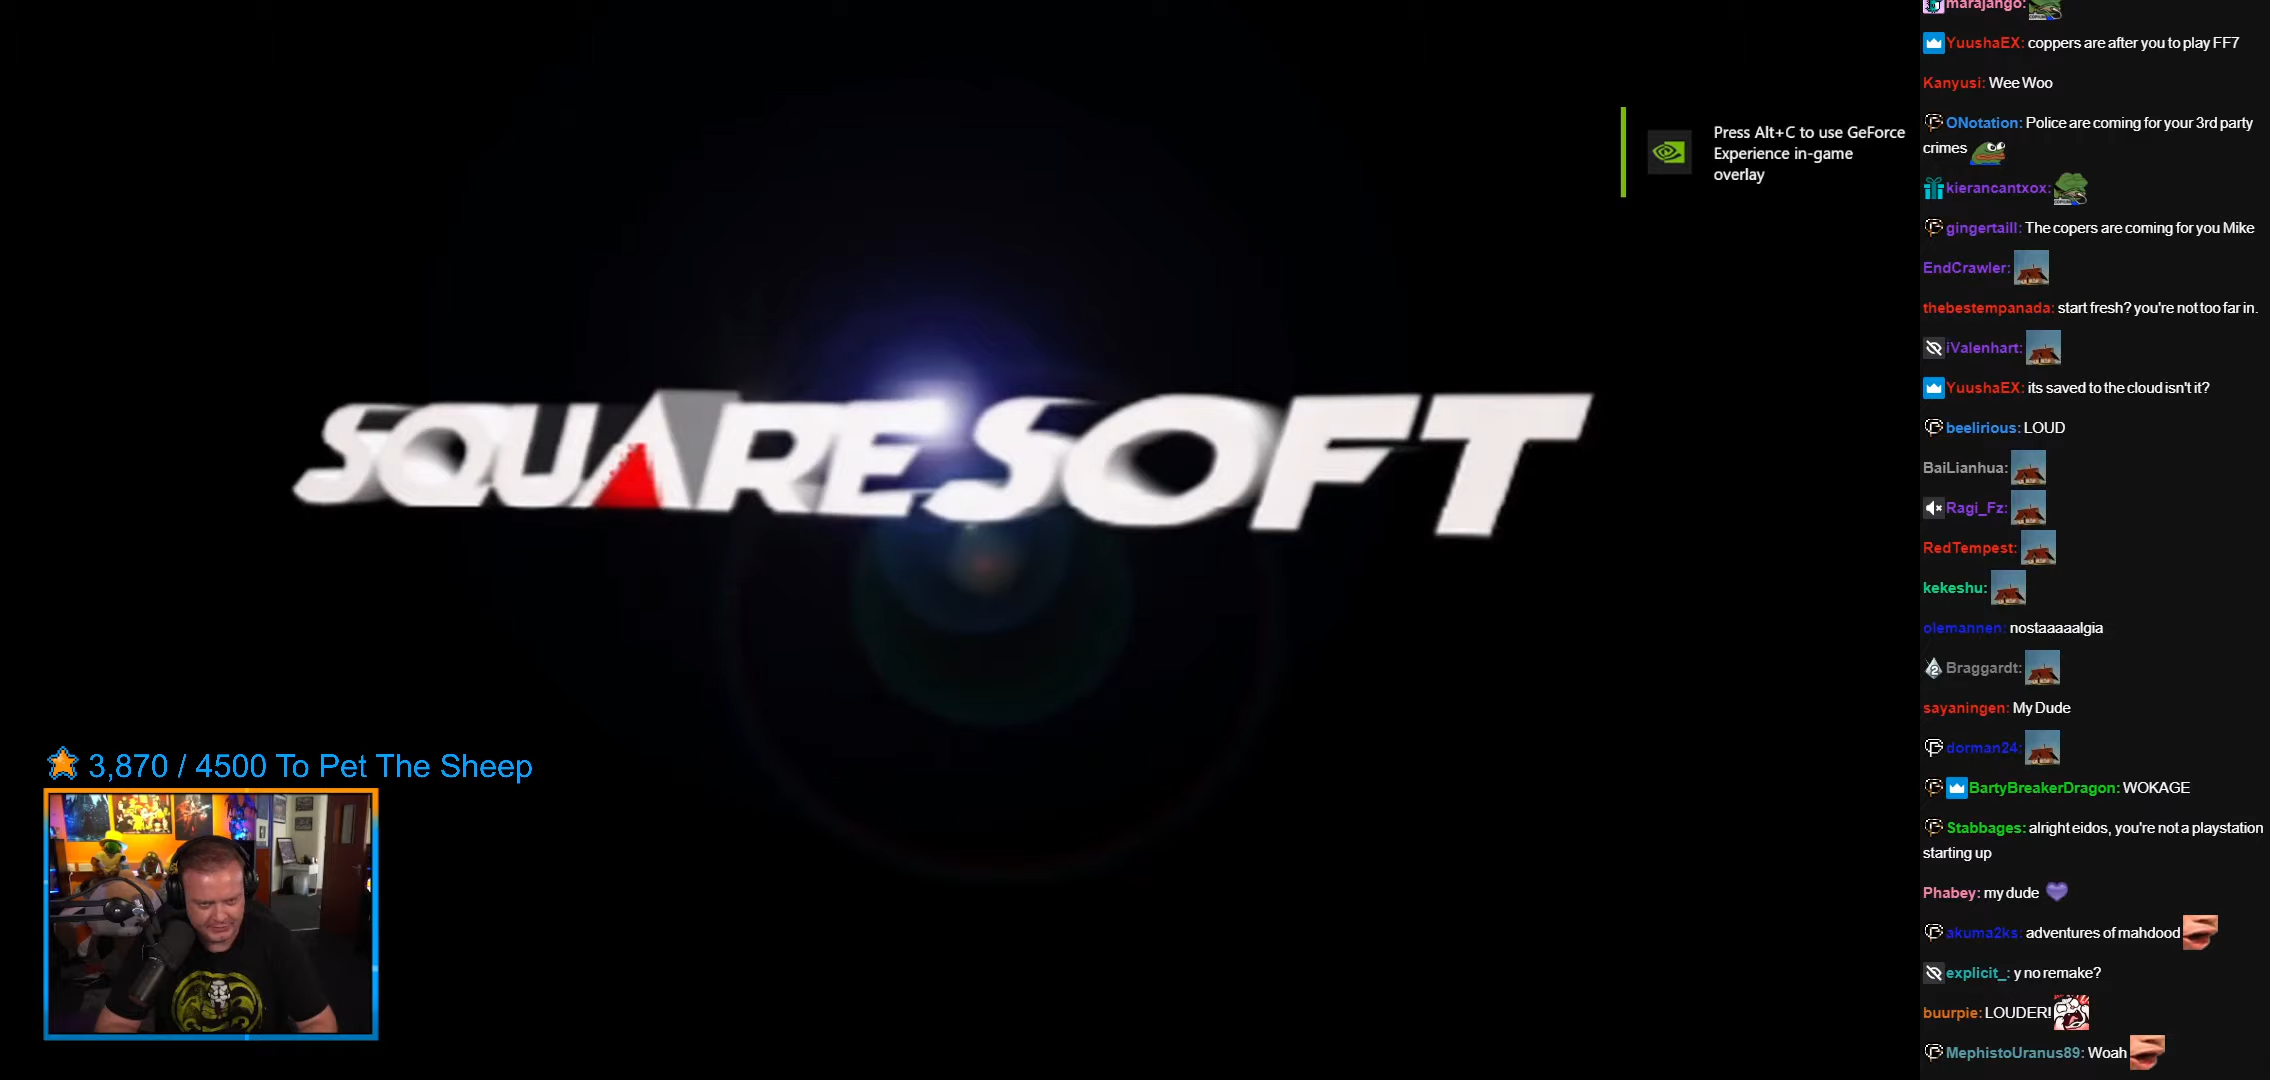 SQUARESOFT
Press Alt+C to use GeForce
Experience in-game
overlay
3,870 / 4500 To Pet The Sheep
marajango:
YuushaEX: coppers are after you to play FF7
Kanyusi: Wee Woo
ONotation: Police are coming for your 3rd party
crimes
kierancantxox:
gingertaill: The copers are coming for you Mike
EndCrawler:
thebestempanada: start fresh? you're not too far in.
iValenhart:
YuushaEX: its saved to the cloud isn't it?
beelirious: LOUD
BaiLianhua:
Ragi_Fz:
RedTempest:
kekeshu:
olemannen: nostaaaaalgia
Braggardt:
sayaningen: My Dude
dorman24:
BartyBreakerDragon: WOKAGE
Stabbages: alright eidos, you're not a playstation
starting up
Phabey: my dude
akuma2ks: adventures of mahdood
explicit_: y no remake?
buurpie: LOUDER!
MephistoUranus89: Woah